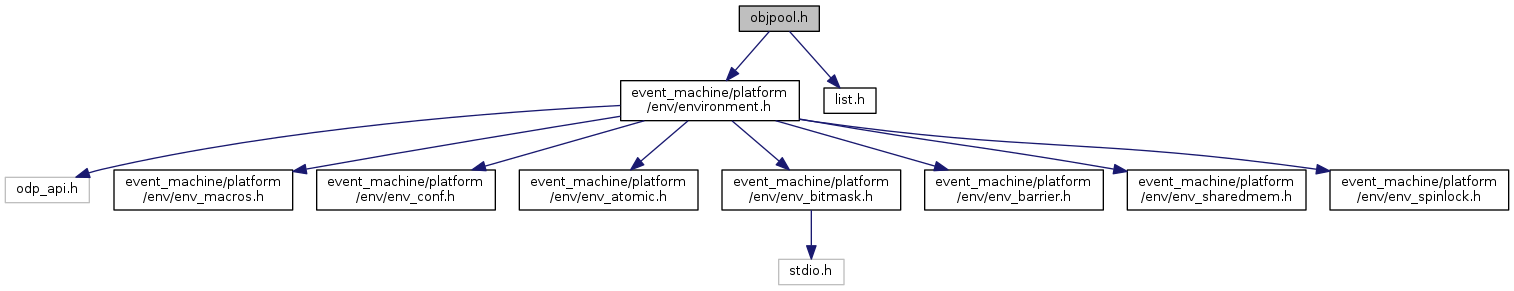 objpool.h
event_machine/platform
/env/environment.h
list.h
odp_api.h
event_machine/platform
/env/env_macros.h
event_machine/platform
/env/env_conf.h
event_machine/platform
/env/env_atomic.h
event_machine/platform
/env/env_bitmask.h
event_machine/platform
/env/env_barrier.h
event_machine/platform
/env/env_sharedmem.h
event_machine/platform
/env/env_spinlock.h
stdio.h